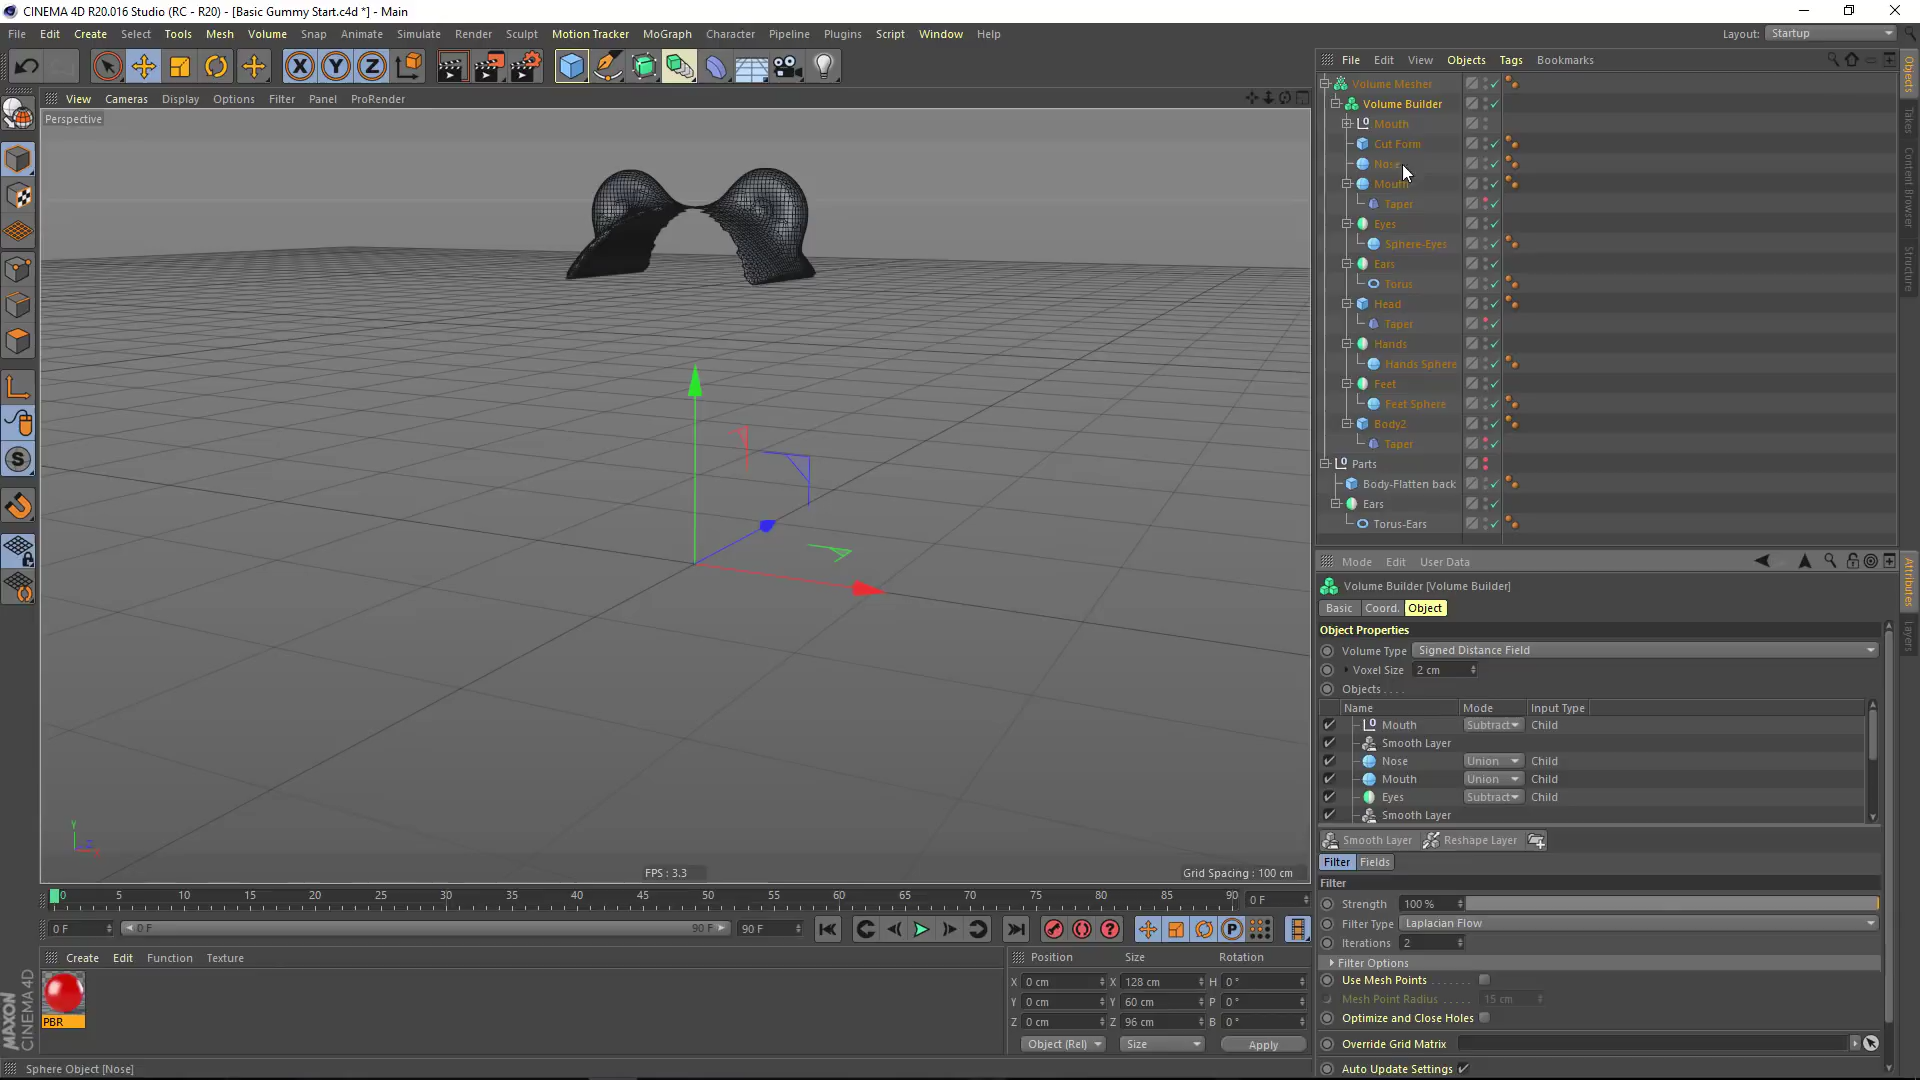 CINEMA 4D R20.016 Studio (RC - R20) - [Basic Gummy Start.c4d *] - Main
File Edit Create Select Tools Mesh Volume Snap Animate Simulate Render Sculpt Motion Tracker MoGraph Character Pipeline Plugins Script Window Help
Layout: Startup
File Edit View Objects Tags Bookmarks
View Cameras Display Options Filter Panel ProRender
Perspective
Volume Mesher
Volume Builder
Mouth
Cut Form
Nose
Mouth
Taper
Eyes
Sphere-Eyes
Ears
Torus
Head
Taper
Hands
Hands Sphere
Feet
Feet Sphere
Body2
Taper
Parts
Body-Flatten back
Ears
Torus-Ears
Objects
Takes
Content Browser
Structure
Mode Edit User Data
Attributes
Layers
Volume Builder [Volume Builder]
Basic Coord. Object
Object Properties
Volume Type Signed Distance Field
Voxel Size 2 cm
Objects . . . .
Name Mode Input Type
Mouth Subtract Child
Smooth Layer
Nose Union Child
Mouth Union Child
Eyes Subtract Child
Smooth Layer
Smooth Layer Reshape Layer
Filter Fields
Filter
Strength 100 %
Filter Type Laplacian Flow
Iterations 2
Filter Options
Use Mesh Points
Mesh Point Radius 15 cm
Optimize and Close Holes
Override Grid Matrix
Auto Update Settings
Y
FPS : 3.3
Grid Spacing : 100 cm
0 5 10 15 20 25 30 35 40 45 50 55 60 65 70 75 80 85 90 0 F
0 F 0 F 90 F 90 F
Create Edit Function Texture
PBR
MAXON CINEMA 4D
Position Size Rotation
X 0 cm X 128 cm H 0 °
Y 0 cm Y 60 cm P 0 °
Z 0 cm Z 96 cm B 0 °
Object (Rel) Size Apply
Sphere Object [Nose]